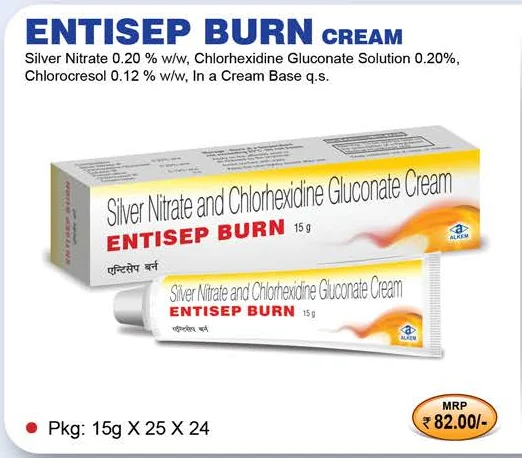 ENTISEP BURN CREAM
Silver Nitrate 0.20 % w/w, Chlorhexidine Gluconate Solution 0.20%,
Chlorocresol 0.12 % w/w, In a Cream Base q.s.
Silver Nitrate and Chlorhexidine Gluconate Cream
ENTISEP BURN 15 g
एन्टिसेप बर्न
ALKEM
ENTISEP BURN
Silver Nitrate and Chlorhexidine Gluconate Cream
ENTISEP BURN 15 g
एन्टिसेप बर्न
ALKEM
Pkg: 15g X 25 X 24
MRP
₹ 82.00/-